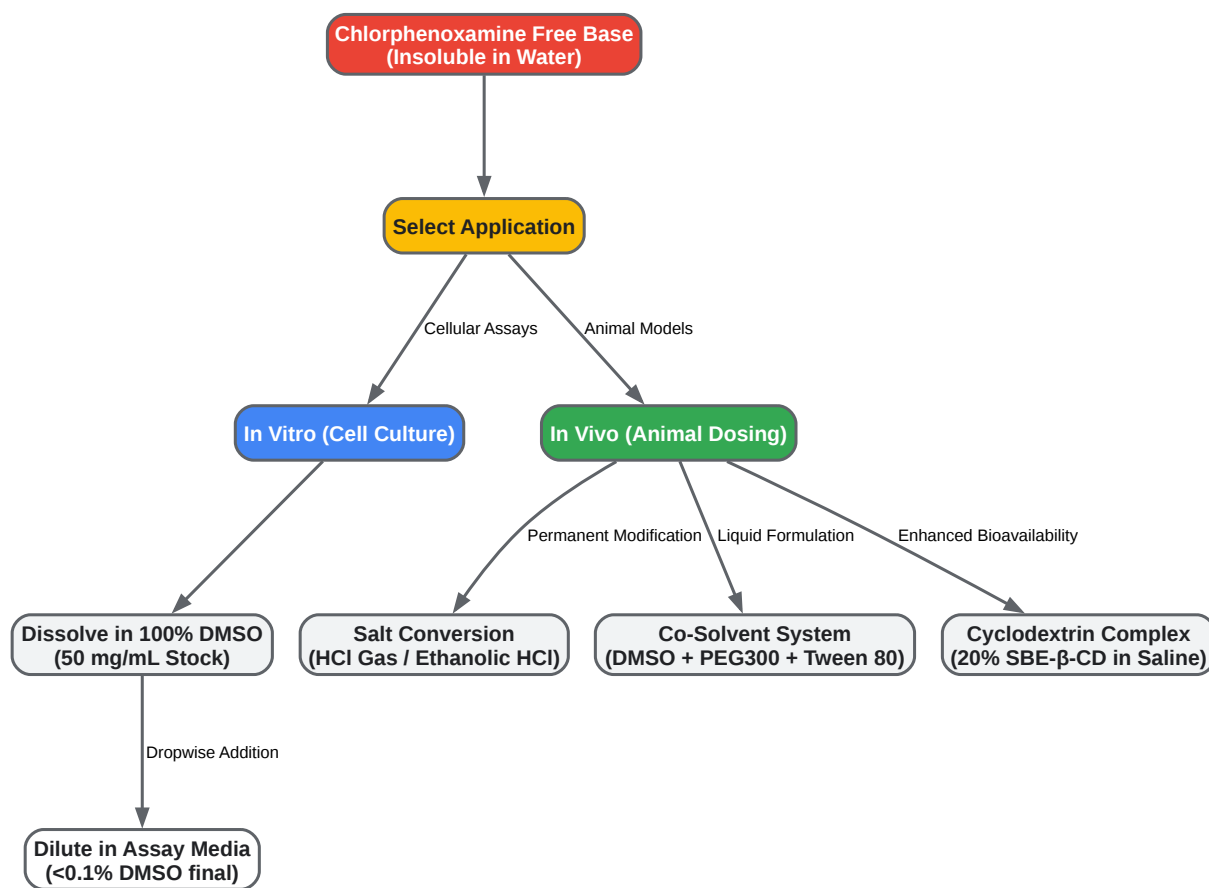 Chlorphenoxamine Free Base
(Insoluble in Water)
Select Application
Cellular Assays
Animal Models
In Vitro (Cell Culture)
In Vivo (Animal Dosing)
Permanent Modification
Liquid Formulation
Enhanced Bioavailability
Dissolve in 100% DMSO
(50 mg/mL Stock)
Salt Conversion
(HCl Gas / Ethanolic HCl)
Co-Solvent System
(DMSO + PEG300 + Tween 80)
Cyclodextrin Complex
(20% SBE-β-CD in Saline)
Dropwise Addition
Dilute in Assay Media
(<0.1% DMSO final)